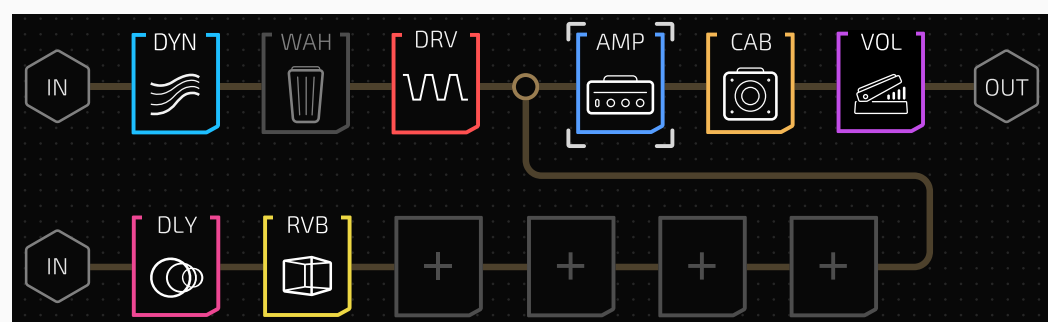 IN DYN WAH DRV AMP CAB VOL OUT
IN DLY RVB + + + +